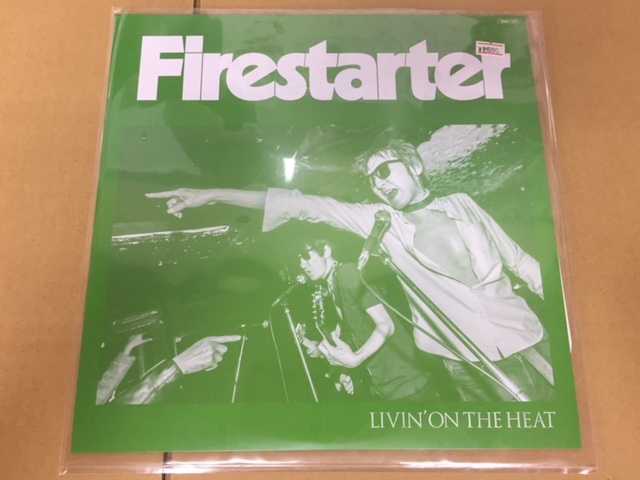 Firestarter
LIVIN' ON THE HEAT